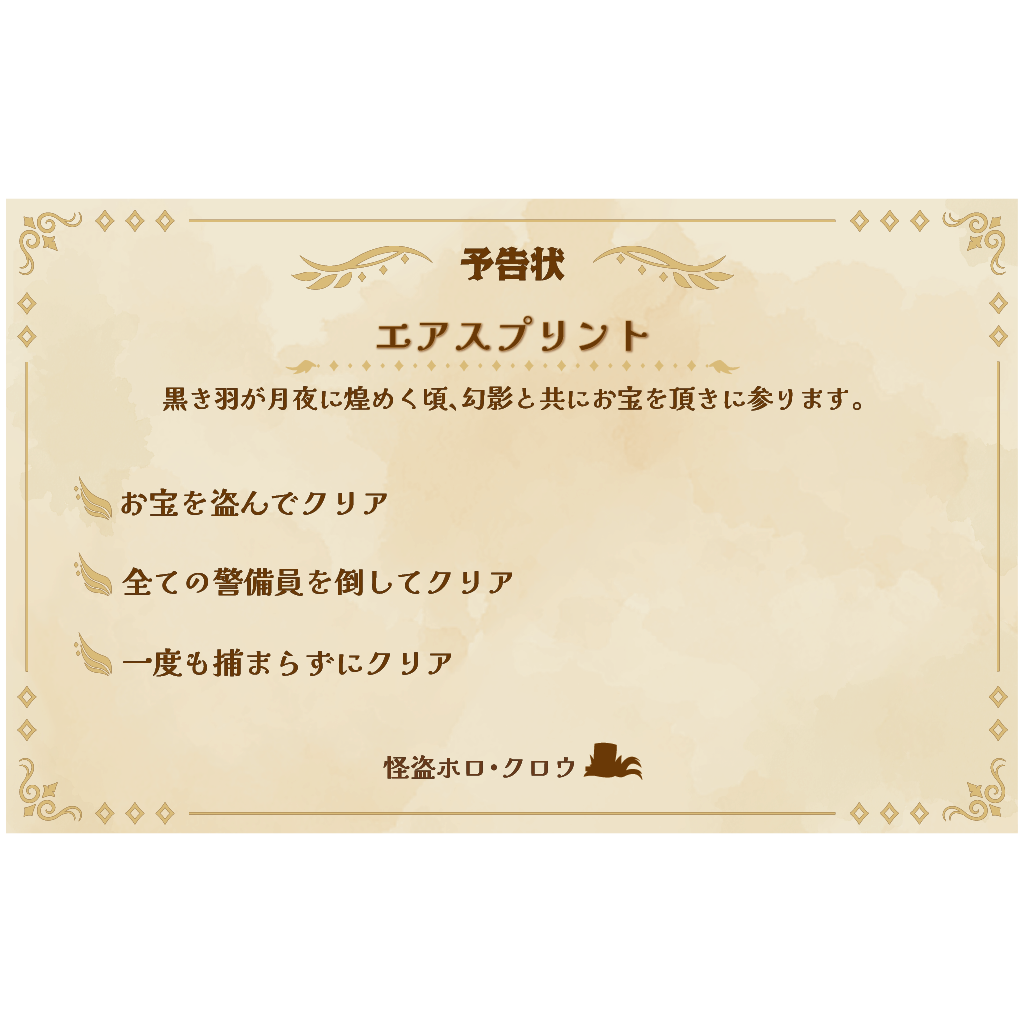 予告状
エアスプリント
黒き羽が月夜に煌めく頃、幻影と共にお宝を頂きに参ります。
お宝を盗んでクリア
全ての警備員を倒してクリア
一度も捕まらずにクリア
怪盗ホロ・クロウ